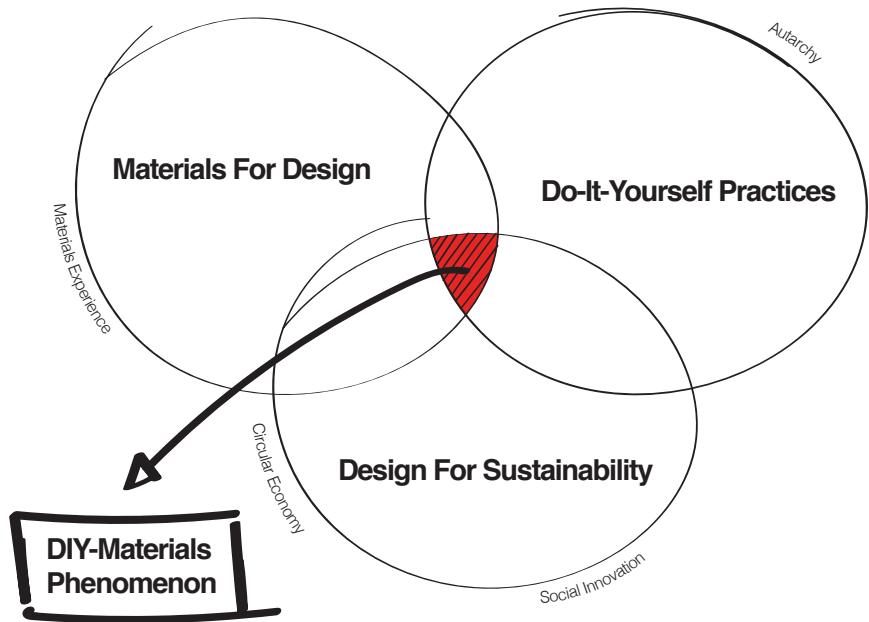 Autarchy
Materials For Design
Do-It-Yourself Practices
Materials Experience
Circular Economy
Design For Sustainability
DIY-Materials
Phenomenon
Social Innovation